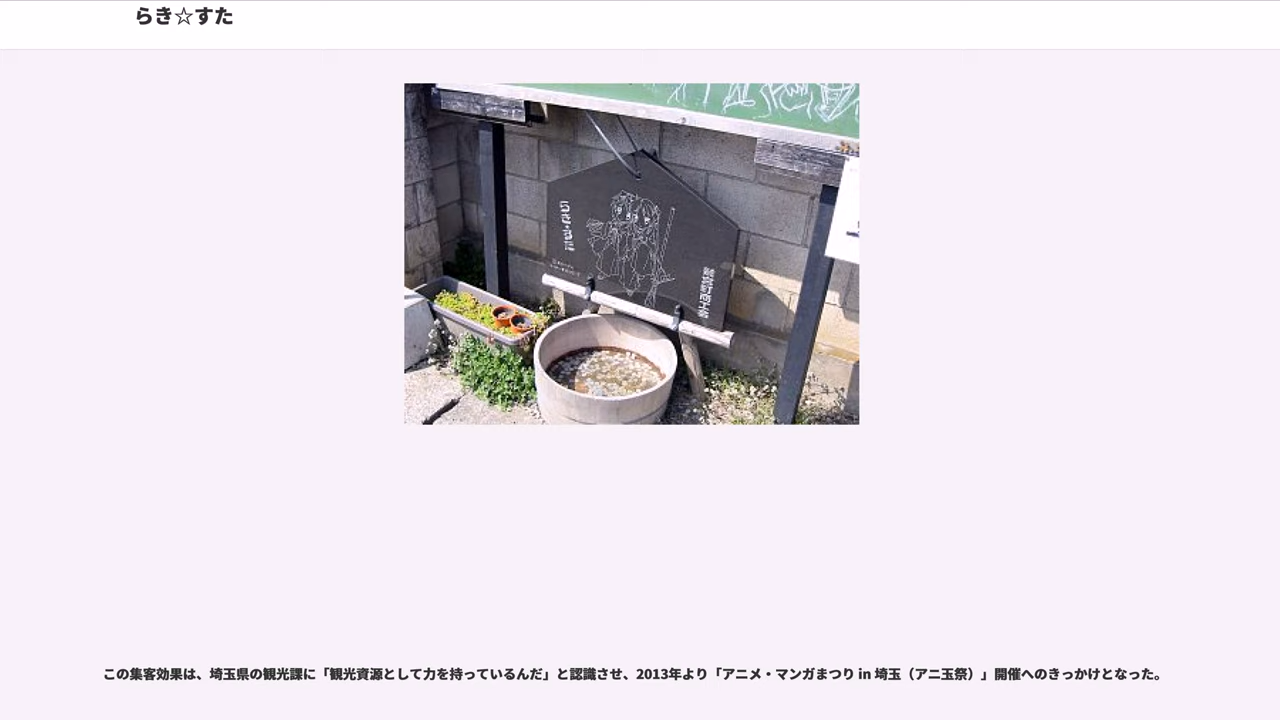 らき☆すた
この集客効果は、埼玉県の観光課に「観光資源として力を持っているんだ」と認識させ、2013年より「アニメ・マンガまつり in 埼玉（アニ玉祭）」開催へのきっかけとなった。